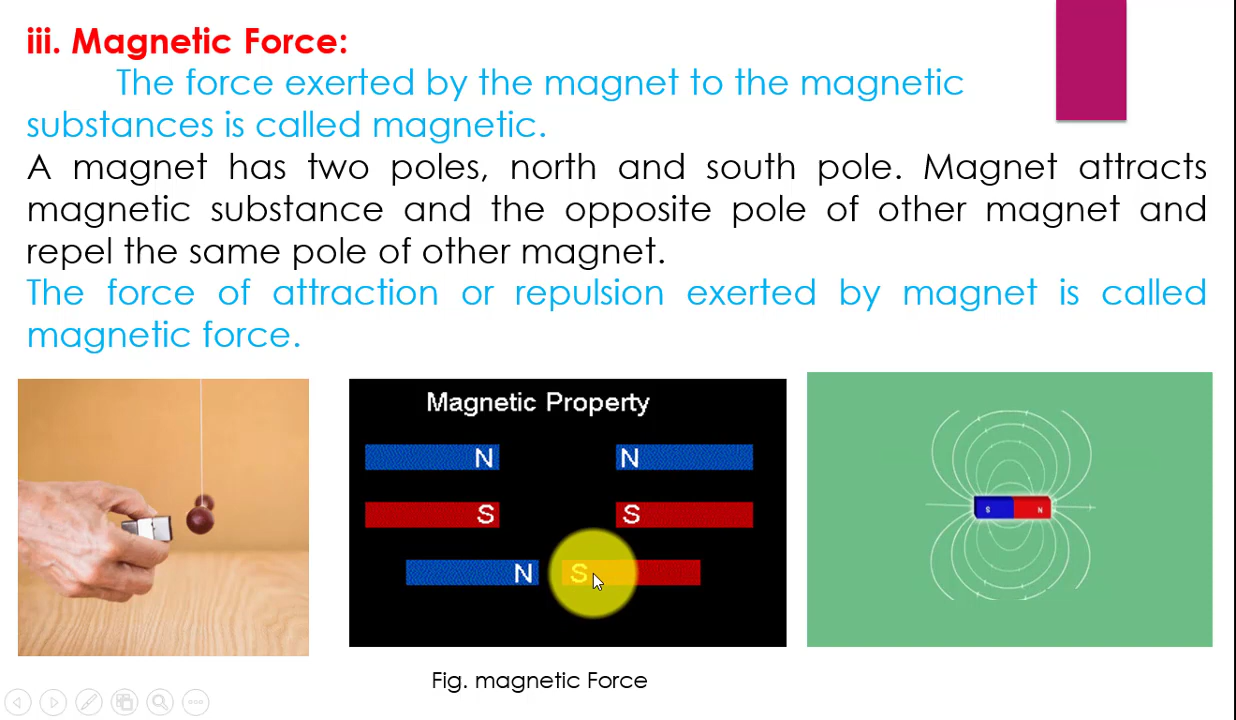 iii. Magnetic Force:
The force exerted by the magnet to the magnetic
substances is called magnetic.
A magnet has two poles, north and south pole. Magnet attracts
magnetic substance and the opposite pole of other magnet and
repel the same pole of other magnet.
The force of attraction or repulsion exerted by magnet is called
magnetic force.
Magnetic Property
N N
S S
N S
S N
Fig. magnetic Force